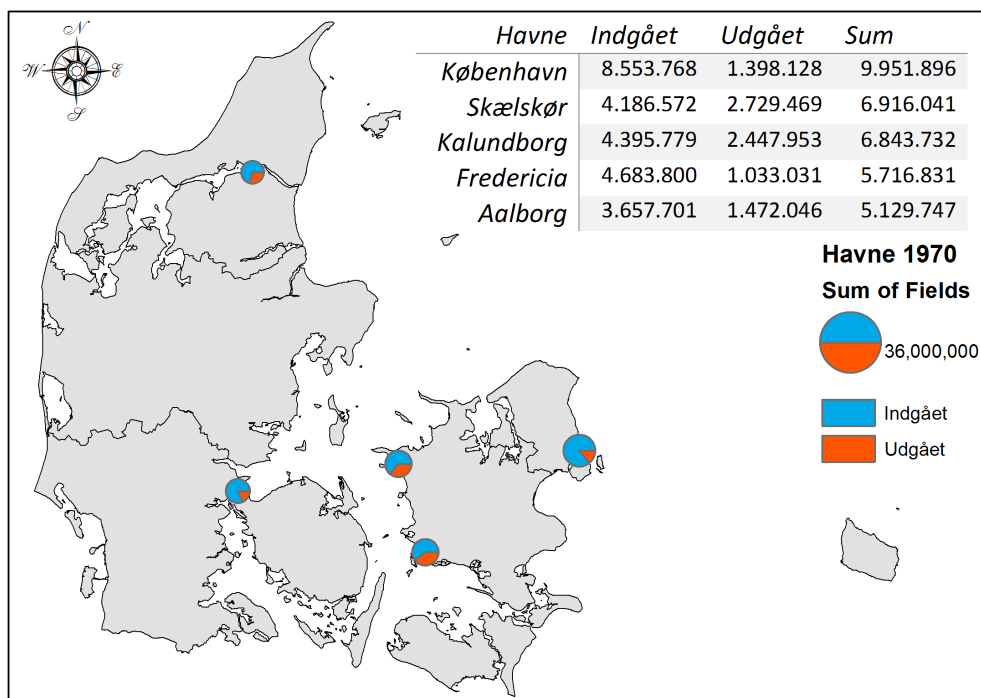 N
W E
S
Havne Indgået Udgået Sum
København 8.553.768 1.398.128 9.951.896
Skælskør 4.186.572 2.729.469 6.916.041
Kalundborg 4.395.779 2.447.953 6.843.732
Fredericia 4.683.800 1.033.031 5.716.831
Aalborg 3.657.701 1.472.046 5.129.747
Havne 1970
Sum of Fields
36,000,000
Indgået
Udgået